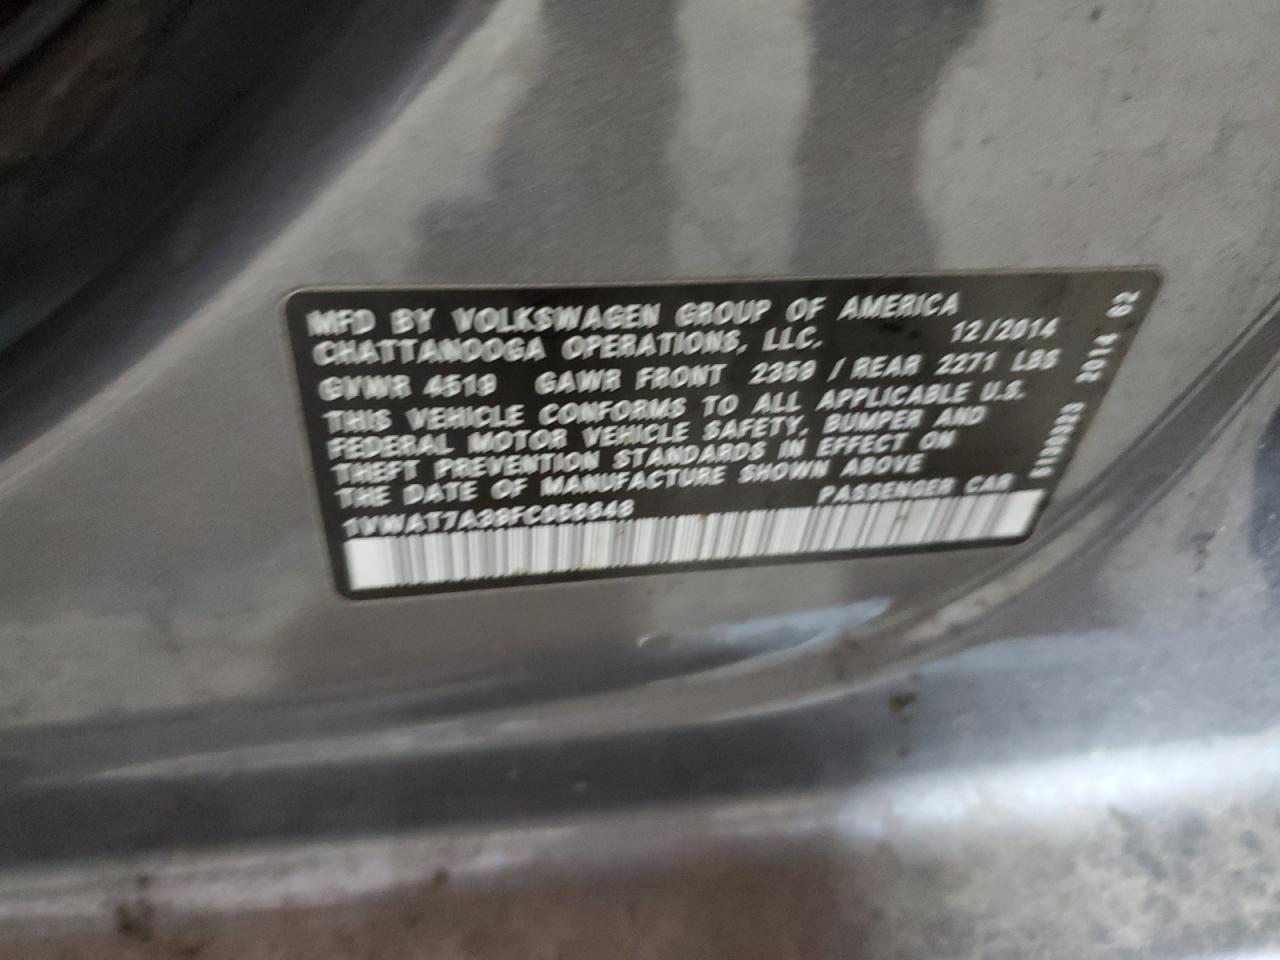 MFD BY VOLKSWAGEN GROUP OF AMERICA
CHATTANOOGA OPERATIONS, LLC. 12/2014
GVWR 4519 GAWR FRONT 2359 / REAR 2271 LBS
THIS VEHICLE CONFORMS TO ALL APPLICABLE U.S.
FEDERAL MOTOR VEHICLE SAFETY, BUMPER AND
THEFT PREVENTION STANDARDS IN EFFECT ON
THE DATE OF MANUFACTURE SHOWN ABOVE
PASSENGER CAR
2014 02